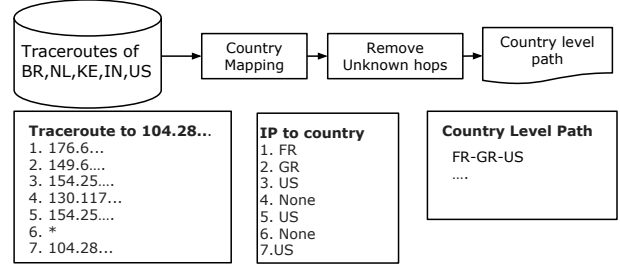 Traceroutes of
BR,NL,KE,IN,US
Country
Mapping
Remove
Unknown hops
Country level
path
Traceroute to 104.28...
1. 176.6...
2. 149.6....
3. 154.25....
4. 130.117...
5. 154.25....
6. *
7. 104.28...
IP to country
1. FR
2. GR
3. US
4. None
5. US
6. None
7.US
Country Level Path
FR-GR-US
....